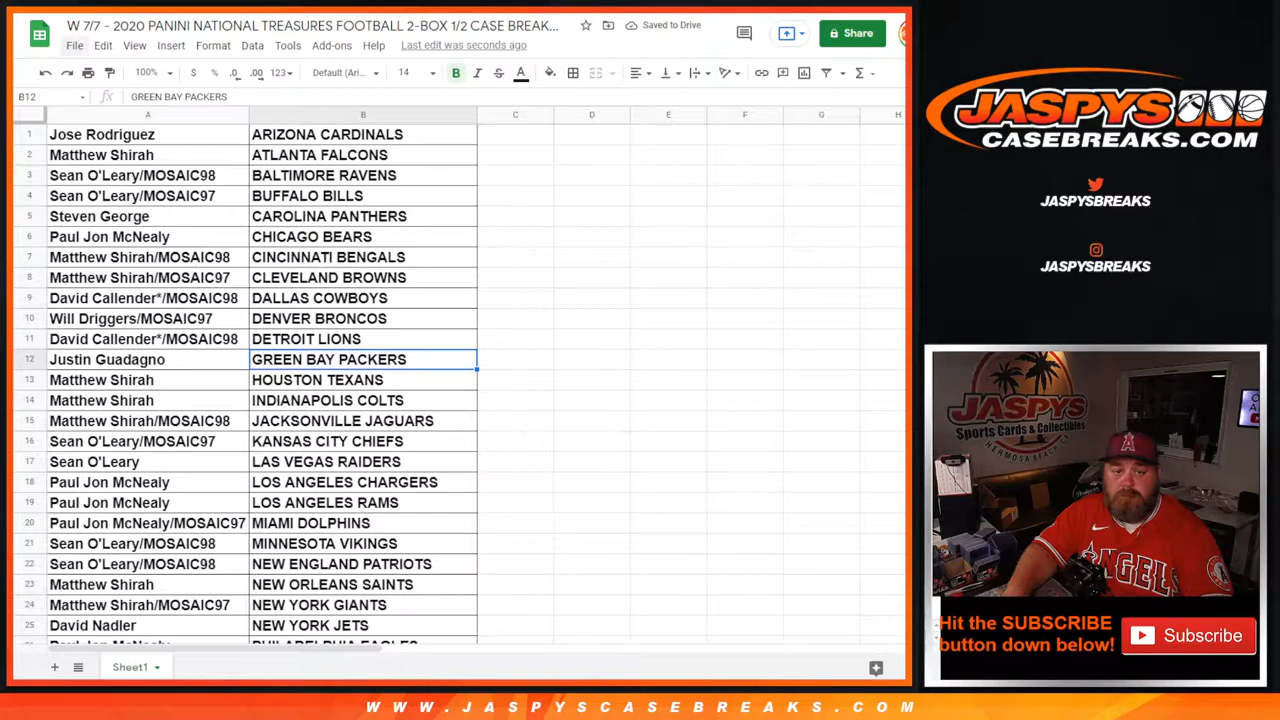 W 7/7 - 2020 PANINI NATIONAL TREASURES FOOTBALL 2-BOX 1/2 CASE BREAK...
Saved to Drive
Share
File Edit View Insert Format Data Tools Add-ons Help Last edit was seconds ago
100% $ % .0 .00 123 Default (Ari... 14 B I S A
B12 fx GREEN BAY PACKERS
A B C D E F G H
1 Jose Rodriguez ARIZONA CARDINALS
2 Matthew Shirah ATLANTA FALCONS
3 Sean O'Leary/MOSAIC98 BALTIMORE RAVENS
4 Sean O'Leary/MOSAIC97 BUFFALO BILLS
5 Steven George CAROLINA PANTHERS
6 Paul Jon McNealy CHICAGO BEARS
7 Matthew Shirah/MOSAIC98 CINCINNATI BENGALS
8 Matthew Shirah/MOSAIC97 CLEVELAND BROWNS
9 David Callender*/MOSAIC98 DALLAS COWBOYS
10 Will Driggers/MOSAIC97 DENVER BRONCOS
11 David Callender*/MOSAIC98 DETROIT LIONS
12 Justin Guadagno GREEN BAY PACKERS
13 Matthew Shirah HOUSTON TEXANS
14 Matthew Shirah INDIANAPOLIS COLTS
15 Matthew Shirah/MOSAIC98 JACKSONVILLE JAGUARS
16 Sean O'Leary/MOSAIC97 KANSAS CITY CHIEFS
17 Sean O'Leary LAS VEGAS RAIDERS
18 Paul Jon McNealy LOS ANGELES CHARGERS
19 Paul Jon McNealy LOS ANGELES RAMS
20 Paul Jon McNealy/MOSAIC97 MIAMI DOLPHINS
21 Sean O'Leary/MOSAIC98 MINNESOTA VIKINGS
22 Sean O'Leary/MOSAIC98 NEW ENGLAND PATRIOTS
23 Matthew Shirah NEW ORLEANS SAINTS
24 Matthew Shirah/MOSAIC97 NEW YORK GIANTS
25 David Nadler NEW YORK JETS
Paul Jon McNealy PHILADELPHIA EAGLES
Sheet1
JASPYS
CASEBREAKS.COM
JASPYSBREAKS
JASPYSBREAKS
JASPYS
Sports Cards & Collectibles
HERMOSA BEACH, CA
ANGELS
Hit the SUBSCRIBE
button down below!
Subscribe
WWW.JASPYSCASEBREAKS.COM